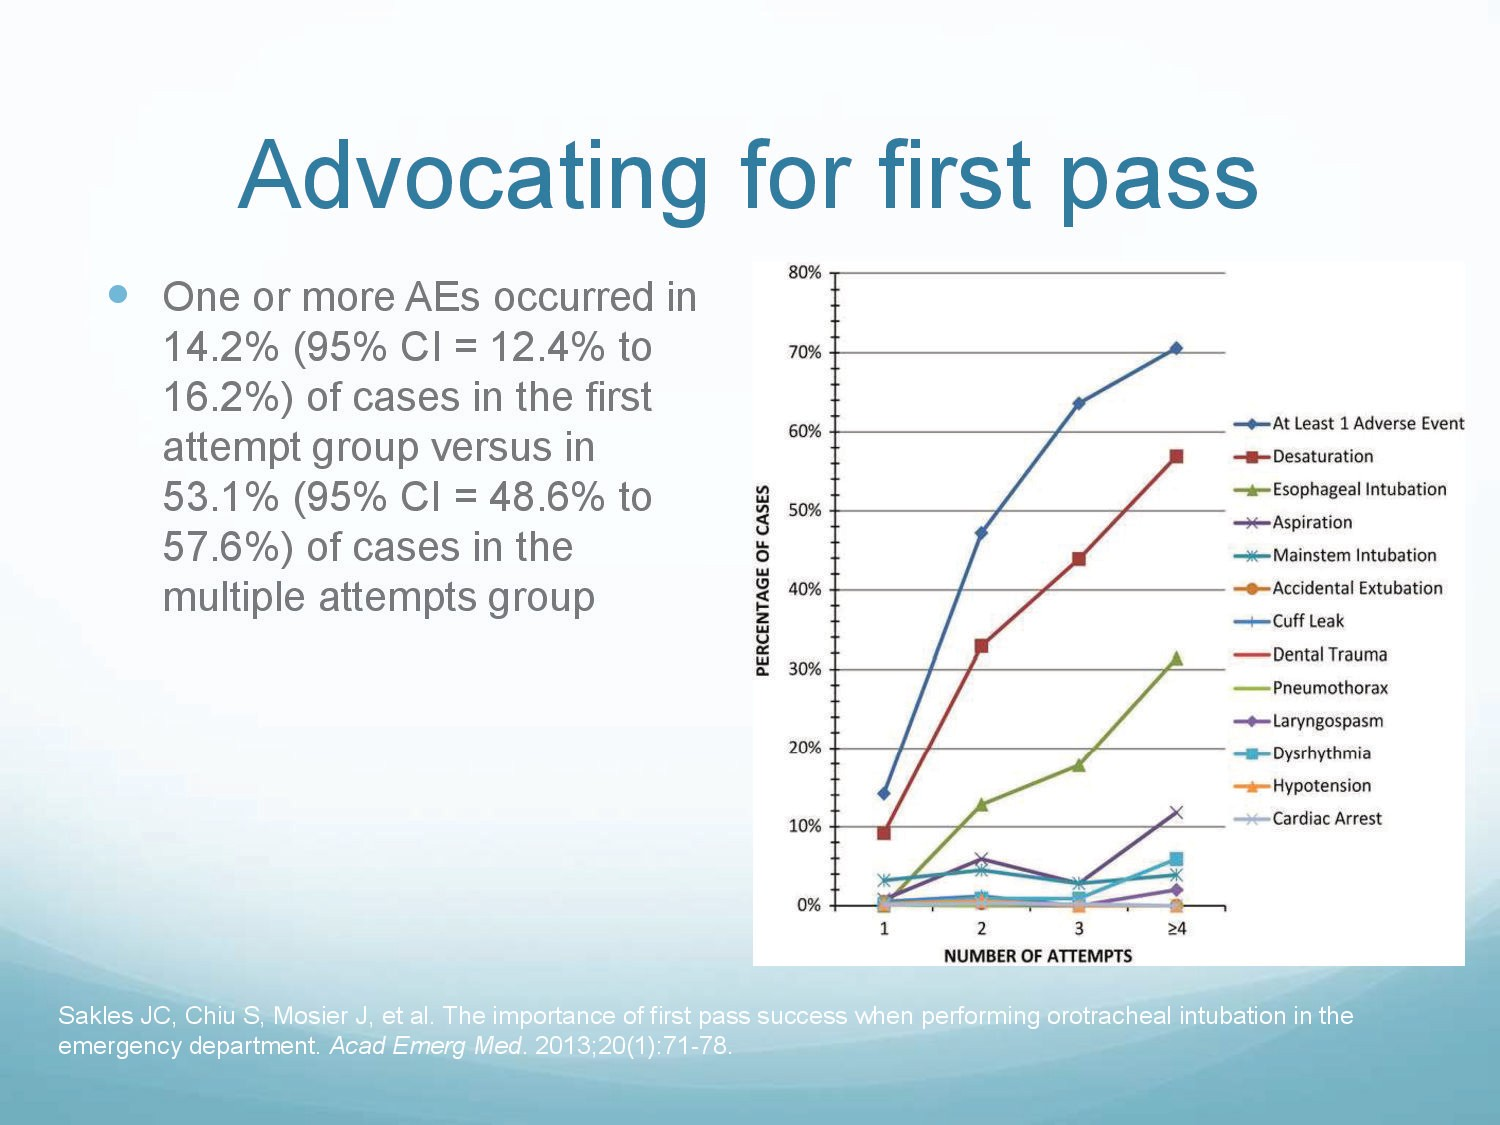 Advocating for first pass
One or more AEs occurred in
14.2% (95% CI = 12.4% to
16.2%) of cases in the first
attempt group versus in
53.1% (95% CI = 48.6% to
57.6%) of cases in the
multiple attempts group
PERCENTAGE OF CASES
80%
70%
60%
50%
40%
30%
20%
10%
0%
1 2 3 ≥4
NUMBER OF ATTEMPTS
At Least 1 Adverse Event
Desaturation
Esophageal Intubation
Aspiration
Mainstem Intubation
Accidental Extubation
Cuff Leak
Dental Trauma
Pneumothorax
Laryngospasm
Dysrhythmia
Hypotension
Cardiac Arrest
Sakles JC, Chiu S, Mosier J, et al. The importance of first pass success when performing orotracheal intubation in the
emergency department. Acad Emerg Med. 2013;20(1):71-78.